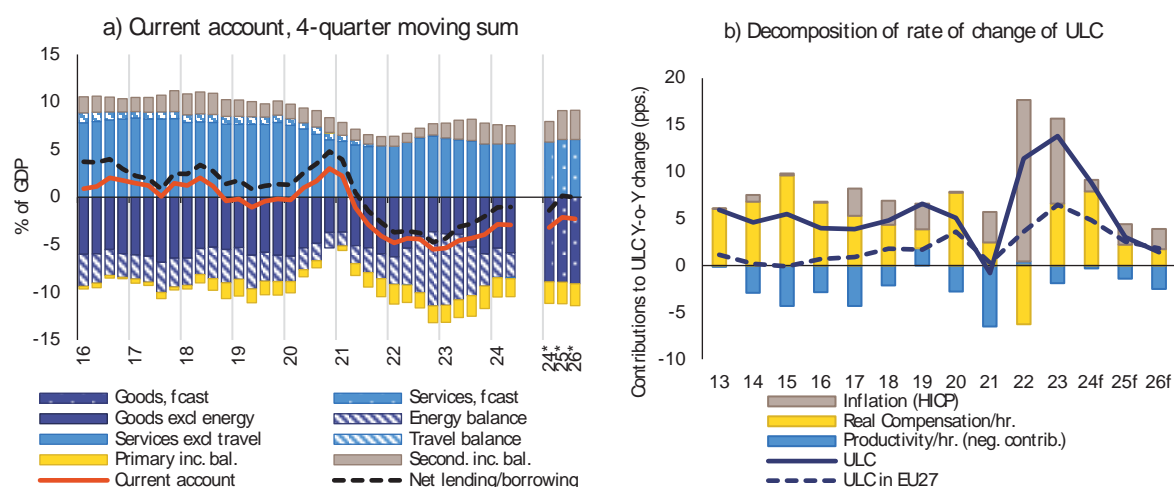 a) Current account, 4-quarter moving sum
% of GDP
15
10
5
0
-5
-10
-15
16
17
18
19
20
21
22
23
24
24*
25*
26*
Goods, fcast
Services, fcast
Goods excl energy
Energy balance
Services excl travel
Travel balance
Primary inc. bal.
Second. inc. bal.
Current account
Net lending/borrowing
b) Decomposition of rate of change of ULC
Contributions to ULC Y-o-Y change (pps.)
20
15
10
5
0
-5
-10
13
14
15
16
17
18
19
20
21
22
23
24f
25f
26f
Inflation (HICP)
Real Compensation/hr.
Productivity/hr. (neg. contrib.)
ULC
ULC in EU27